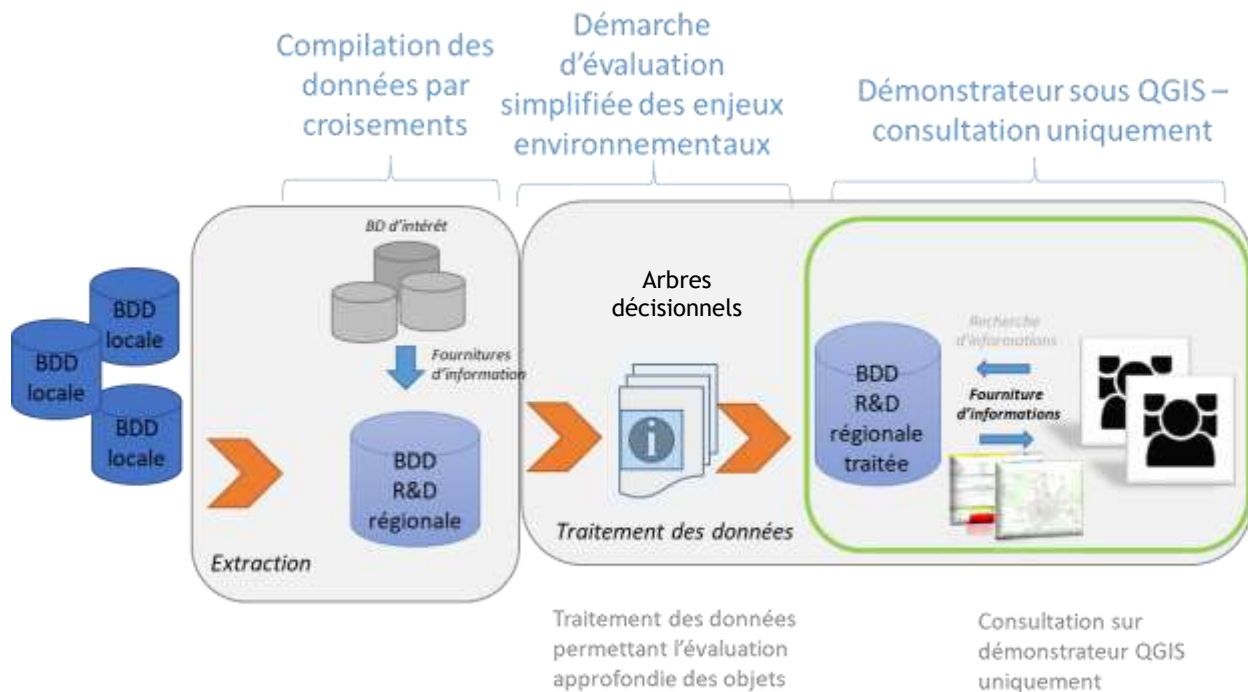 Compilation des
données par
croisements
Démarche
d'évaluation
simplifiée des enjeux
environnementaux
Démonstrateur sous QGIS –
consultation uniquement
BDD
locale
BDD
locale
BDD
locale
BD d'intérêt
Fournitures
d'information
BDD
R&D
régionale
Extraction
Arbres
décisionnels
Traitement des données
BDD
R&D
régionale
traitée
Recherche
d'informations
Fourniture
d'informations
Traitement des données
permettant l'évaluation
approfondie des objets
Consultation sur
démonstrateur QGIS
uniquement